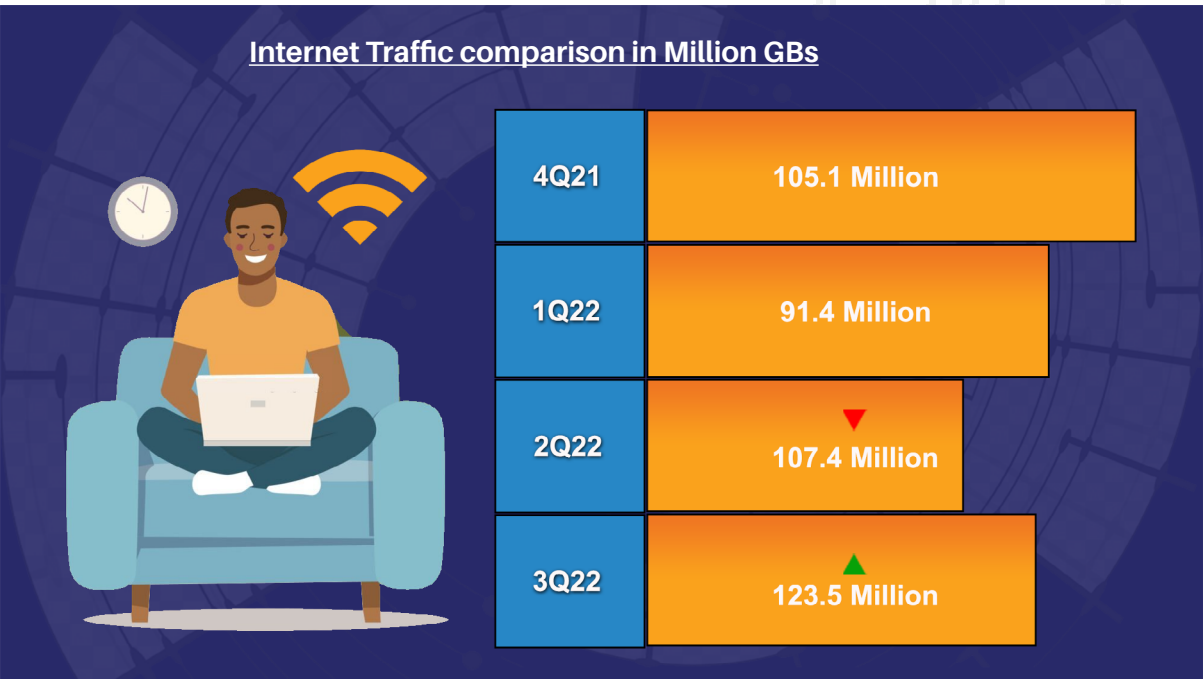 Internet Traffic comparison in Million GBs
4Q21
105.1 Million
1Q22
91.4 Million
2Q22
107.4 Million
3Q22
123.5 Million